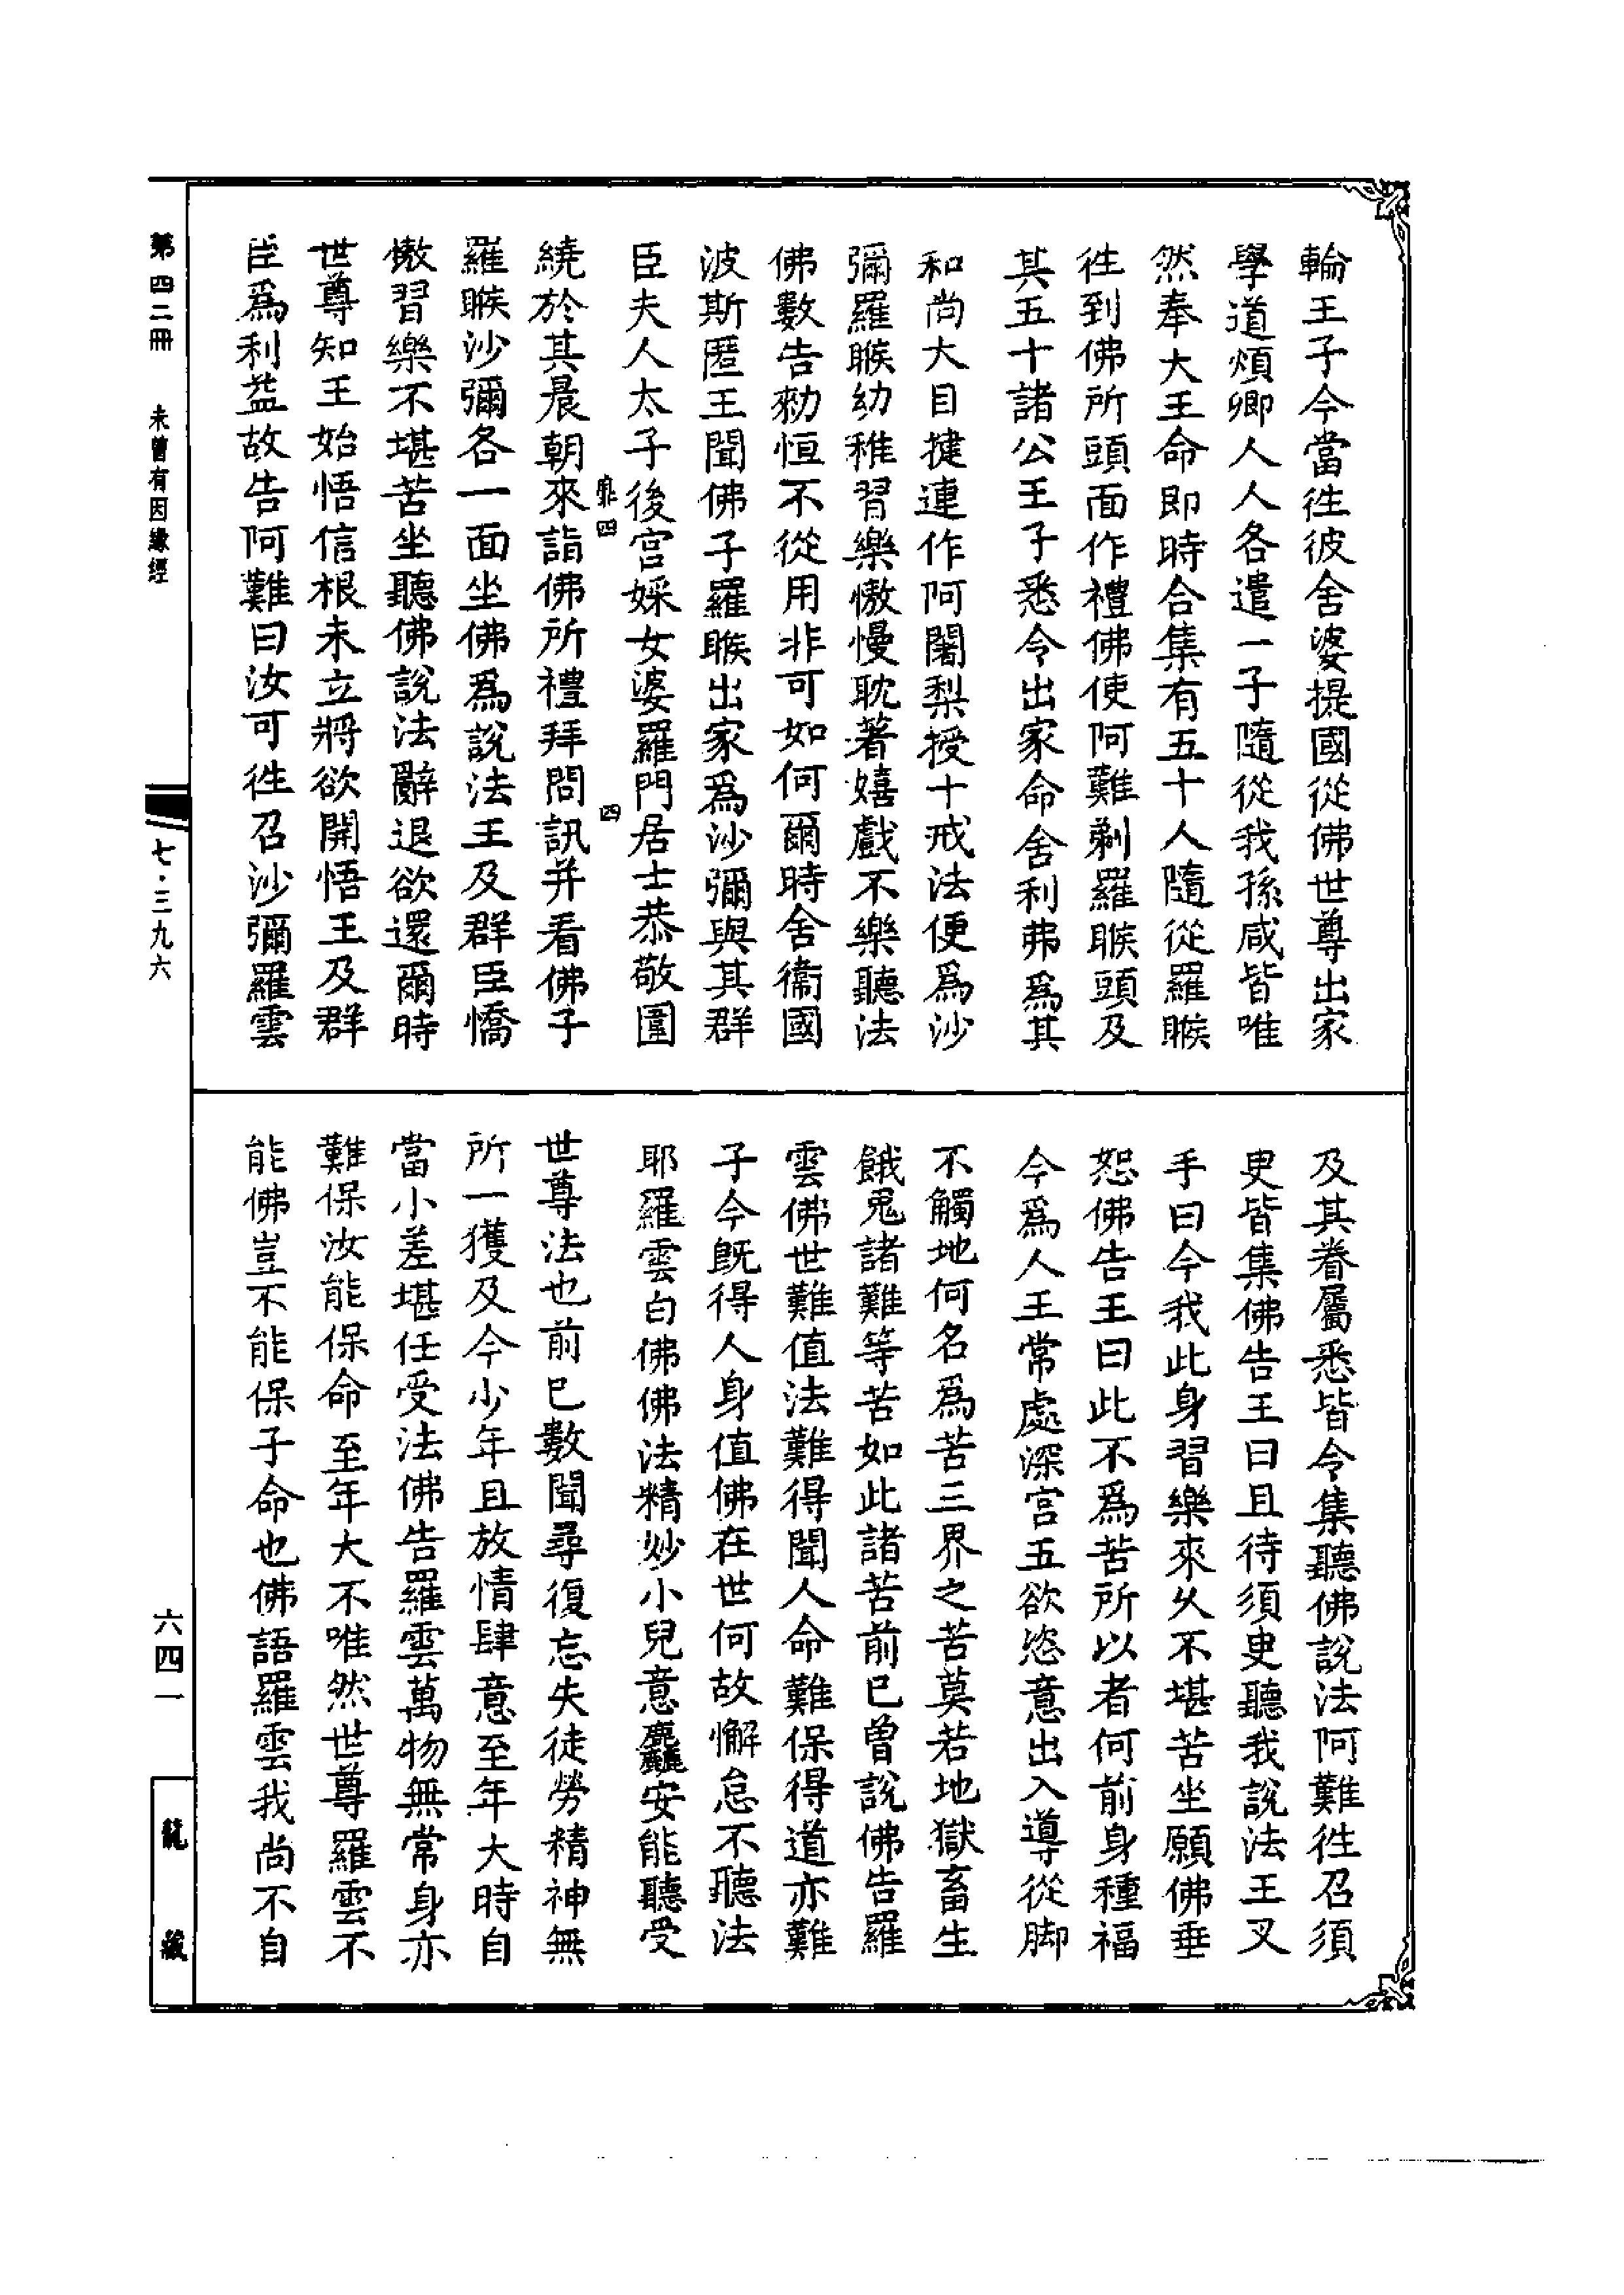 輪王子今當徃彼舍婆提國從佛世尊出家
學道煩卿人人各遣一子隨從我孫咸皆唯
然奉大王命即時合集有五十人隨從羅睺
徃到佛所頭面作禮佛使阿難剃羅睺頭及
其五十諸公王子悉令出家命舍利弗爲其
和尚大目揵連作阿闍梨授十戒法便爲沙
彌羅睺幼稚習樂慠慢耽著嬉戲不樂聽法
佛數告勑恒不從用非可如何爾時舍衞國
波斯匿王聞佛子羅睺出家爲沙彌與其群
臣夫人太子後宫婇女婆羅門居士恭敬圍
四
四
繞於其晨朝來詣佛所禮拜問訊并看佛子
羅睺沙彌各一面坐佛爲說法王及群臣憍
慠習樂不堪苦坐聽佛說法辭退欲還爾時
世尊知王始悟信根未立將欲開悟王及群
臣爲利益故告阿難曰汝可徃召沙彌羅雲
及其眷屬悉皆令集聽佛說法阿難徃召須
臾皆集佛告王曰且待須臾聽我說法王叉
手曰今我此身習樂來乆不堪苦坐願佛垂
恕佛告王曰此不爲苦所以者何前身種福
今爲人王常處深宫五欲恣意出入導從脚
不觸地何名爲苦三界之苦莫若地獄畜生
餓鬼諸難等苦如此諸苦前已曾說佛告羅
雲佛世難值法難得聞人命難保得道亦難
子今既得人身值佛在世何故懈怠不聽法
耶羅雲白佛佛法精妙小兒意麤安能聽受
世尊法也前已數聞尋復忘失徒勞精神無
所一獲及今少年且放情肆意至年大時自
當小差堪任受法佛告羅雲萬物無常身亦
難保汝能保命至年大不唯然世尊羅雲不
能佛豈不能保子命也佛語羅雲我尚不自
第四二冊 未曾有因緣經
七·三九六
六四一
龍藏